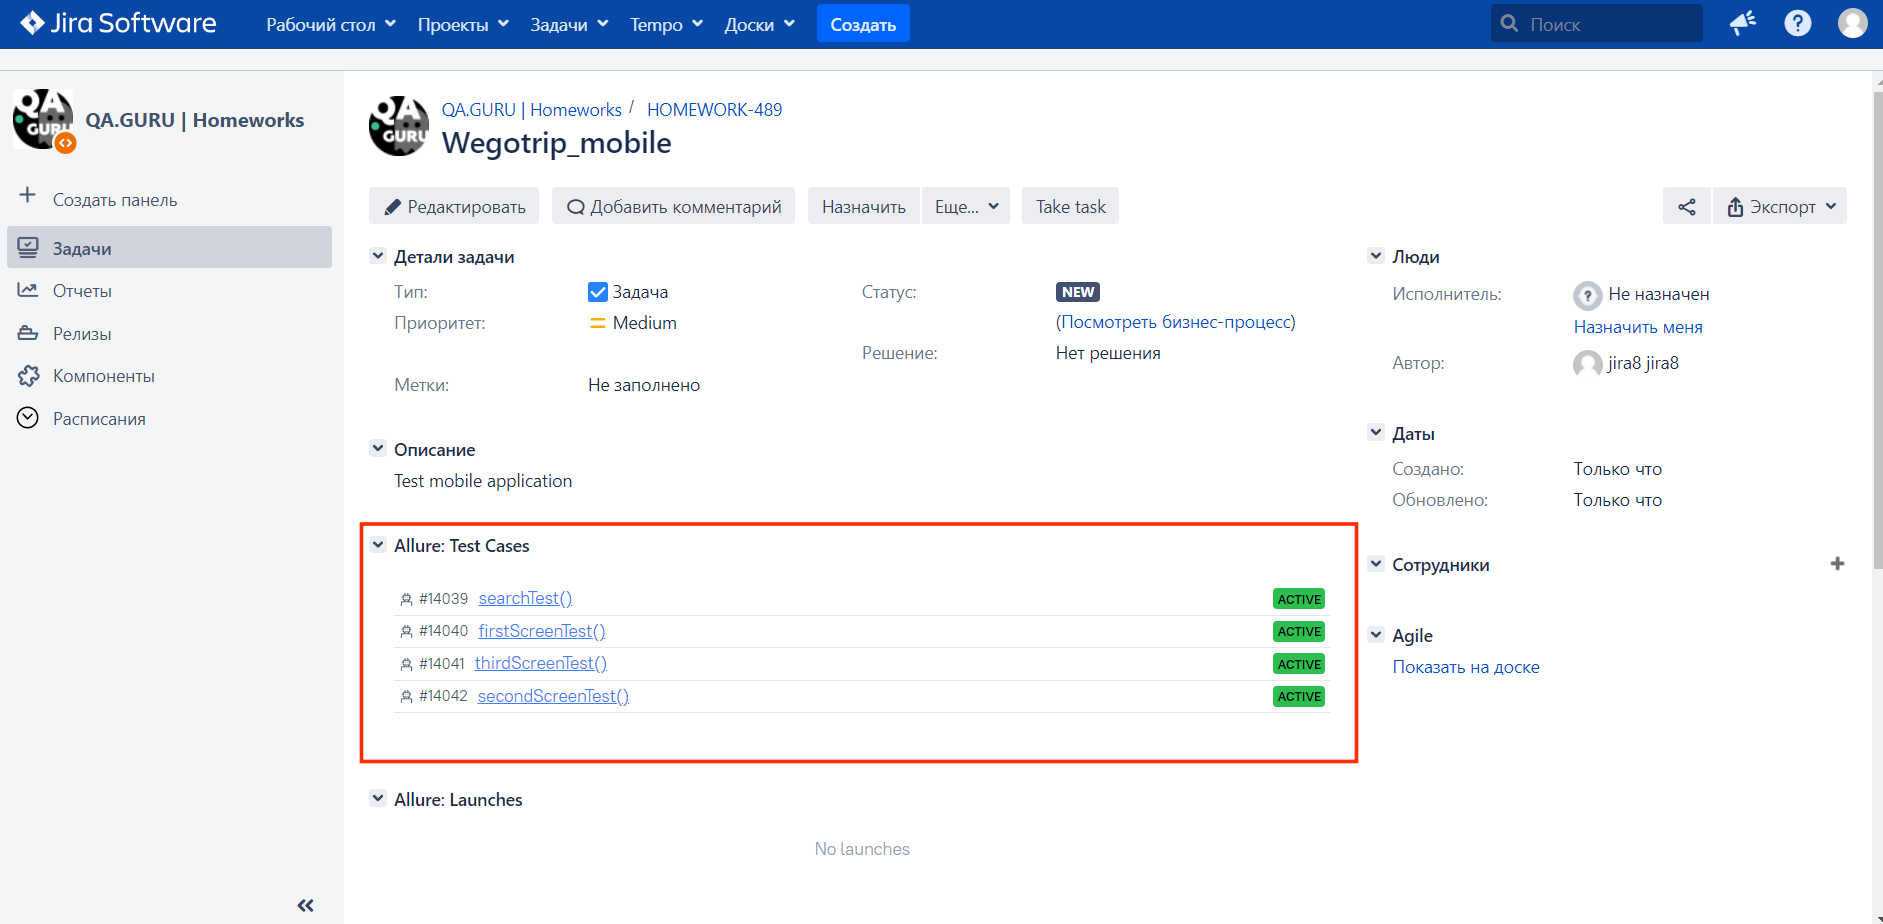 Jira Software
Рабочий стол
Проекты
Задачи
Tempo
Доски
Создать
Поиск
QA GURU
QA.GURU | Homeworks
Создать панель
Задачи
Отчеты
Релизы
Компоненты
Расписания
QA GURU
QA.GURU | Homeworks / HOMEWORK-489
Wegotrip_mobile
Редактировать
Добавить комментарий
Назначить
Еще...
Take task
Экспорт
Детали задачи
Тип: Задача
Приоритет: Medium
Метки: Не заполнено
Статус: NEW
(Посмотреть бизнес-процесс)
Решение: Нет решения
Описание
Test mobile application
Allure: Test Cases
#14039 searchTest() ACTIVE
#14040 firstScreenTest() ACTIVE
#14041 thirdScreenTest() ACTIVE
#14042 secondScreenTest() ACTIVE
Allure: Launches
No launches
Люди
Исполнитель: Не назначен
Назначить меня
Автор: jira8 jira8
Даты
Создано: Только что
Обновлено: Только что
Сотрудники
Agile
Показать на доске